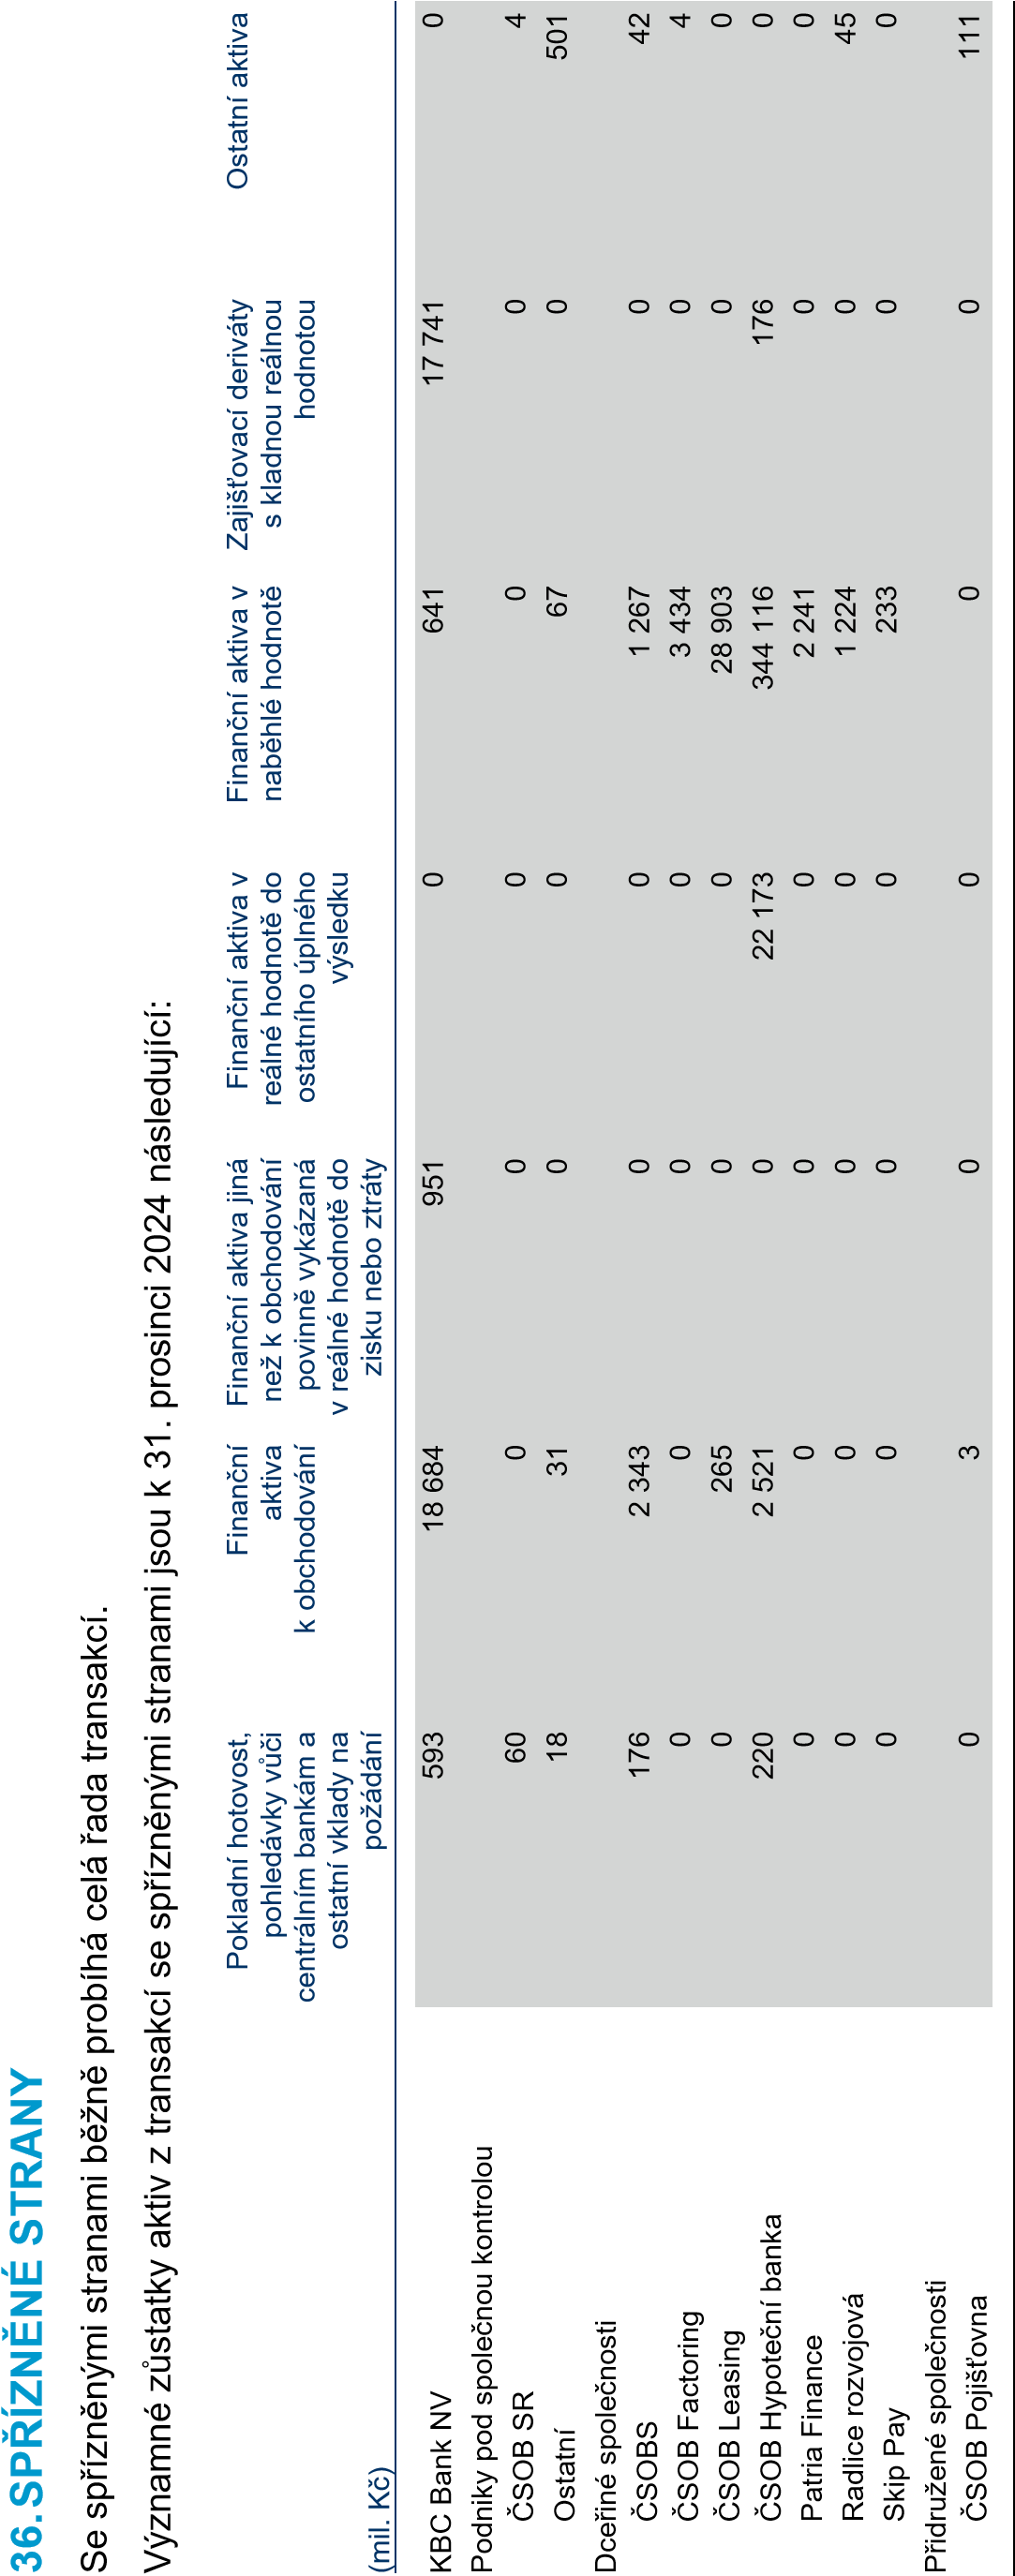 36.SPŘÍZNĚNÉ STRANY
Se spřízněnými stranami běžně probíhá celá řada transakcí.
Významné zůstatky aktiv z transakcí se spřízněnými stranami jsou k 31. prosinci 2024 následující:
(mil. Kč) Pokladní hotovost, pohledávky vůči centrálním bankám a ostatní vklady na požádání Finanční aktiva k obchodování Finanční aktiva jiná než k obchodování povinně vykázaná v reálné hodnotě do zisku nebo ztráty Finanční aktiva v reálné hodnotě do ostatního úplného výsledku Finanční aktiva v naběhlé hodnotě Zajišťovací deriváty s kladnou reálnou hodnotou Ostatní aktiva
KBC Bank NV 593 18 684 951 0 641 17 741 0
Podniky pod společnou kontrolou
ČSOB SR 60 0 0 0 0 0 4
Ostatní 18 31 0 0 67 0 501
Dceřiné společnosti
ČSOBS 176 2 343 0 0 1 267 0 42
ČSOB Factoring 0 0 0 0 3 434 0 4
ČSOB Leasing 0 265 0 0 28 903 0 0
ČSOB Hypoteční banka 220 2 521 0 22 173 344 116 176 0
Patria Finance 0 0 0 0 2 241 0 0
Radlice rozvojová 0 0 0 0 1 224 0 45
Skip Pay 0 0 0 0 233 0 0
Přidružené společnosti
ČSOB Pojišťovna 0 3 0 0 0 0 111